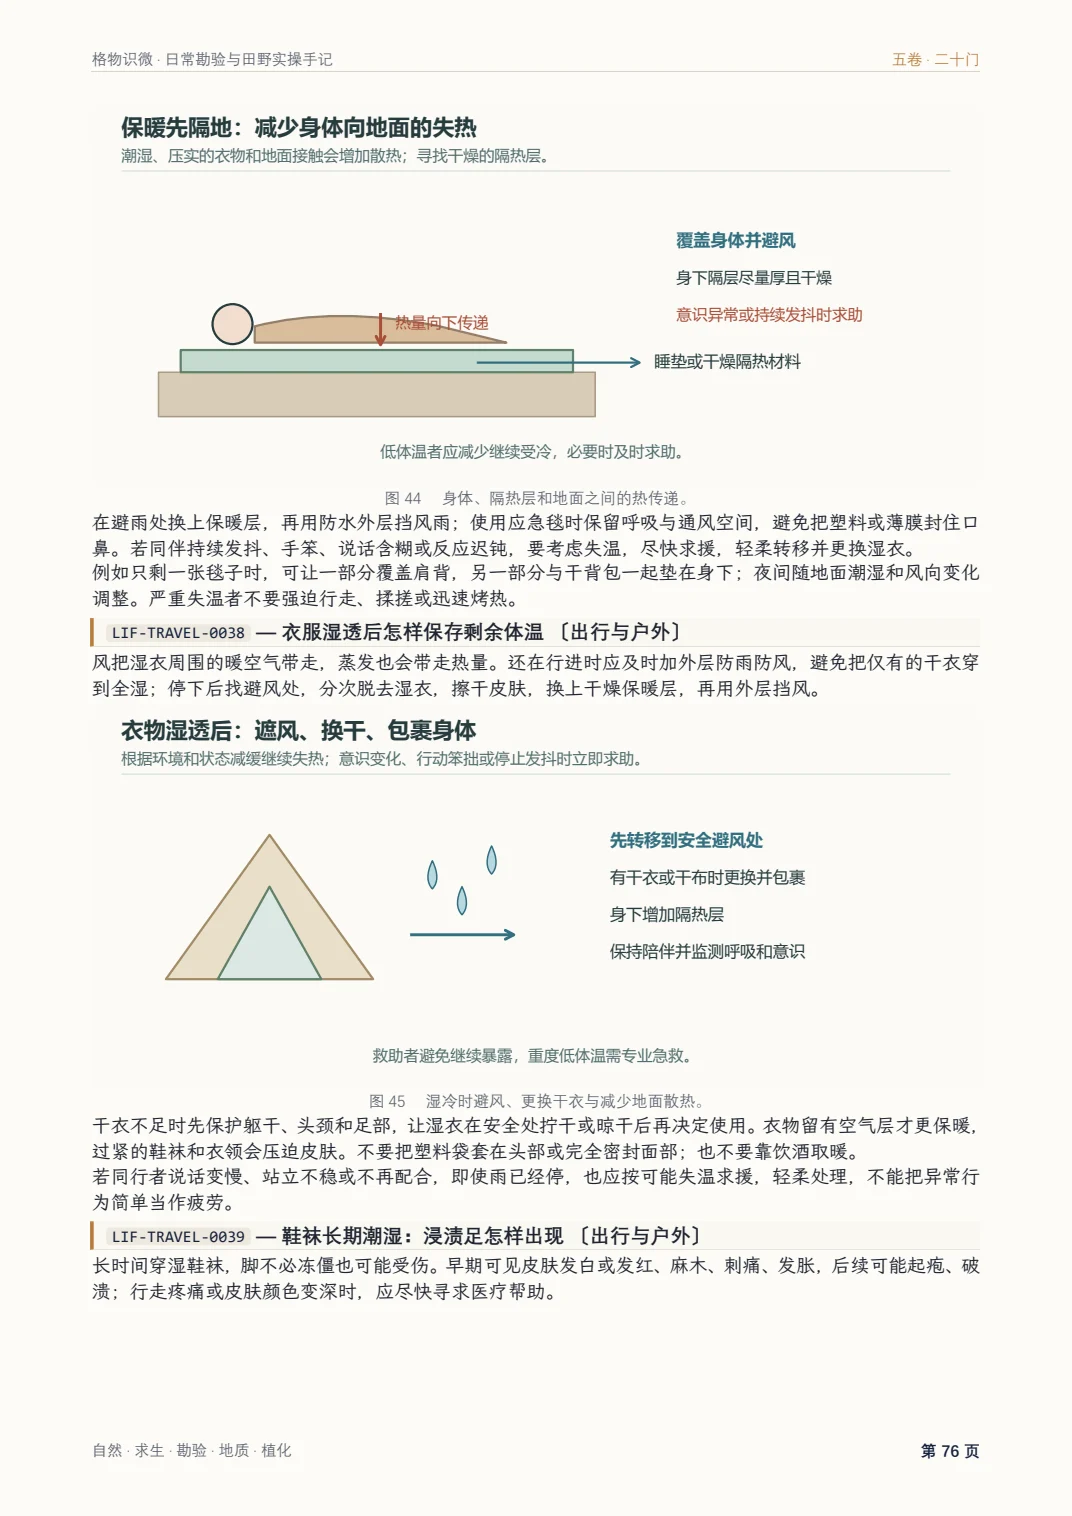 格物识微 · 日常勘验与田野实操手记
五卷 · 二十门
保暖先隔地：减少身体向地面的失热
潮湿、压实的衣物和地面接触会增加散热；寻找干燥的隔热层。
覆盖身体并避风
身下隔层尽量厚且干燥
意识异常或持续发抖时求助
热量向下传递
睡垫或干燥隔热材料
低体温者应减少继续受冷，必要时及时求助。
图 44 身体、隔热层和地面之间的热传递。
在避雨处换上保暖层，再用防水外层挡风雨；使用应急毯时保留呼吸与通风空间，避免把塑料或薄膜封住口
鼻。若同伴持续发抖、手笨、说话含糊或反应迟钝，要考虑失温，尽快求援，轻柔转移并更换湿衣。
例如只剩一张毯子时，可让一部分覆盖肩背，另一部分与干背包一起垫在身下；夜间随地面潮湿和风向变化
调整。严重失温者不要强迫行走、揉搓或迅速烤热。
LIF-TRAVEL-0038 — 衣服湿透后怎样保存剩余体温 〔出行与户外〕
风把湿衣周围的暖空气带走，蒸发也会带走热量。还在行进时应及时加外层防雨防风，避免把仅有的干衣穿
到全湿；停下后找避风处，分次脱去湿衣，擦干皮肤，换上干燥保暖层，再用外层挡风。
衣物湿透后：遮风、换干、包裹身体
根据环境和状态减缓继续失热；意识变化、行动笨拙或停止发抖时立即求助。
先转移到安全避风处
有干衣或干布时更换并包裹
身下增加隔热层
保持陪伴并监测呼吸和意识
救助者避免继续暴露，重度低体温需专业急救。
图 45 湿冷时避风、更换干衣与减少地面散热。
干衣不足时先保护躯干、头颈和足部，让湿衣在安全处拧干或晾干后再决定使用。衣物留有空气层才更保暖，
过紧的鞋袜和衣领会压迫皮肤。不要把塑料袋套在头部或完全密封面部；也不要靠饮酒取暖。
若同行者说话变慢、站立不稳或不再配合，即使雨已经停，也应按可能失温求援，轻柔处理，不能把异常行
为简单当作疲劳。
LIF-TRAVEL-0039 — 鞋袜长期潮湿：浸渍足怎样出现 〔出行与户外〕
长时间穿湿鞋袜，脚不必冻僵也可能受伤。早期可见皮肤发白或发红、麻木、刺痛、发胀，后续可能起疱、破
溃；行走疼痛或皮肤颜色变深时，应尽快寻求医疗帮助。
自然 · 求生 · 勘验 · 地质 · 植化
第 76 页